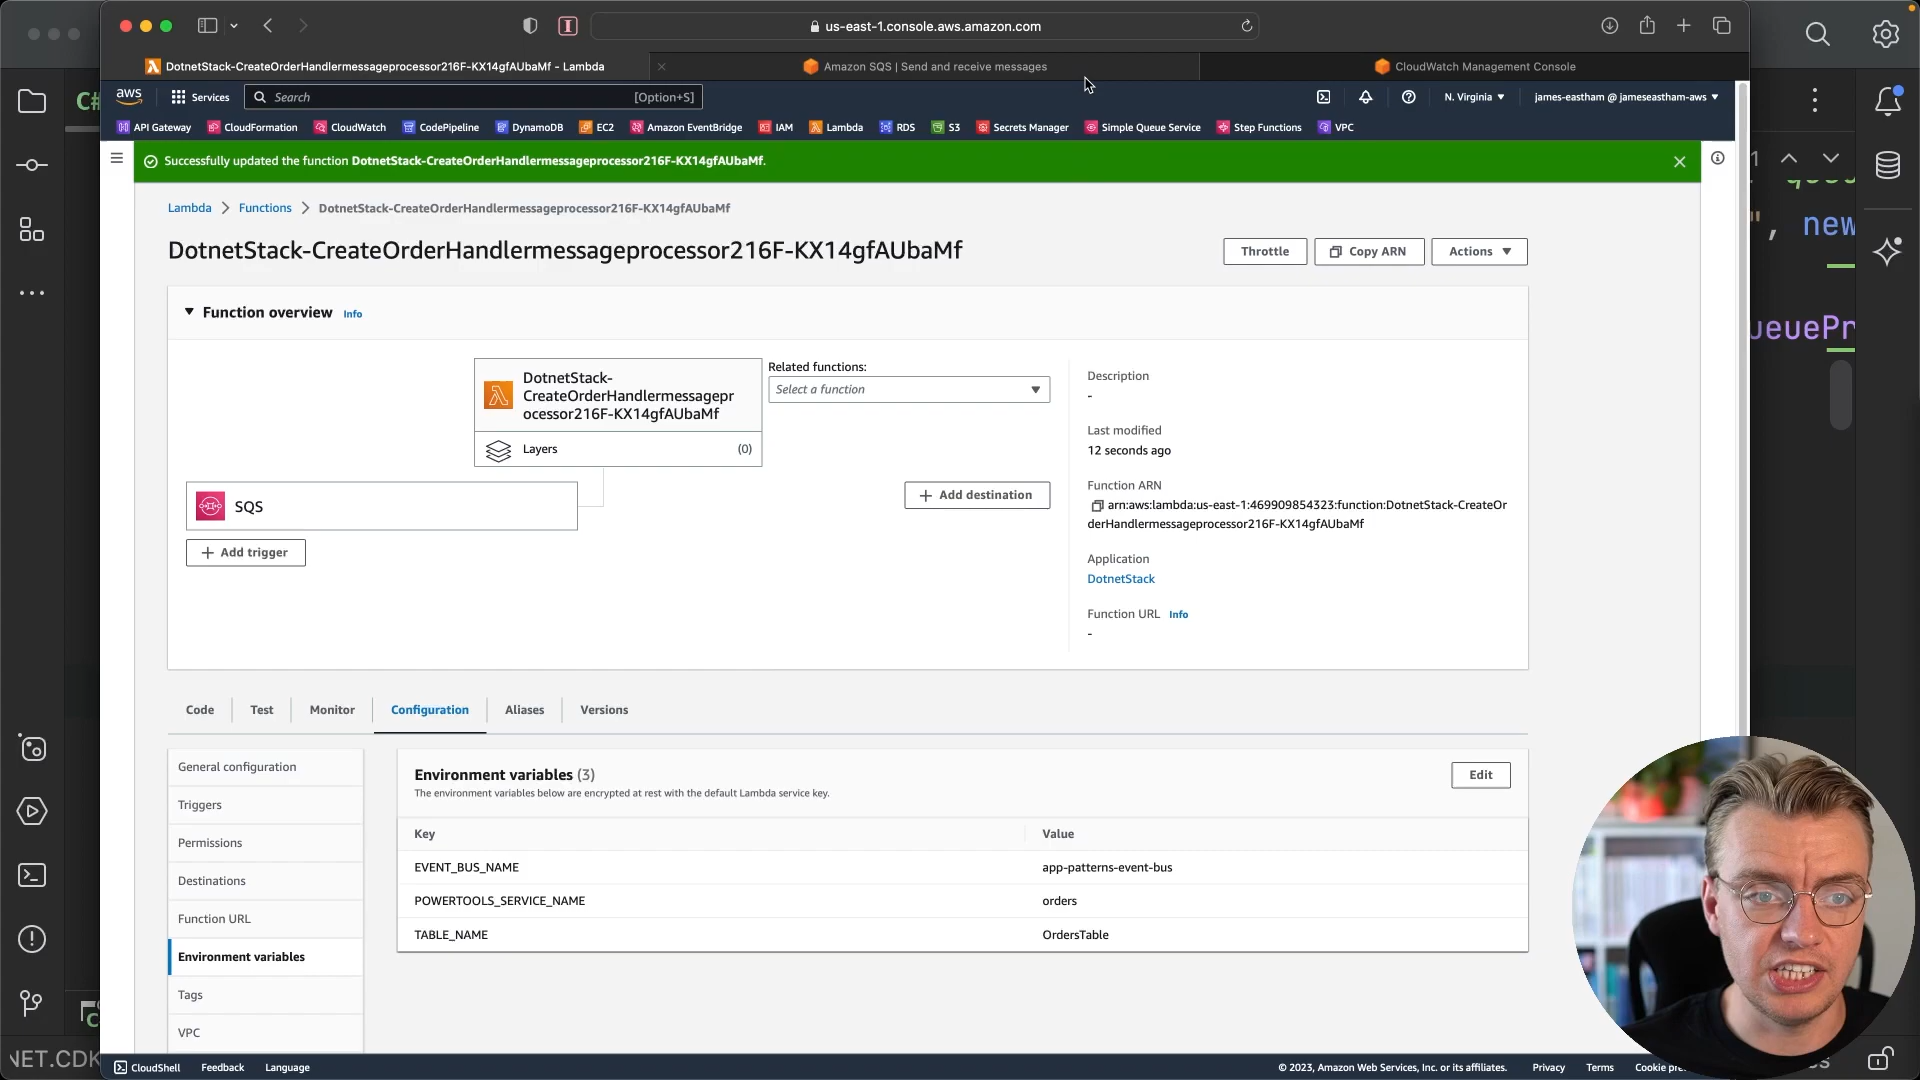 us-east-1.console.aws.amazon.com
DotnetStack-CreateOrderHandlermessageprocessor216F-KX14gfAUbaMf - Lambda
Amazon SQS | Send and receive messages
CloudWatch Management Console
C#
aws
Services
Search
[Option+S]
N. Virginia
james-eastham @ jameseastham-aws
API Gateway
CloudFormation
CloudWatch
CodePipeline
DynamoDB
EC2
Amazon EventBridge
IAM
Lambda
RDS
S3
Secrets Manager
Simple Queue Service
Step Functions
VPC
Successfully updated the function DotnetStack-CreateOrderHandlermessageprocessor216F-KX14gfAUbaMf.
1
", new
ueuePr
Lambda
Functions
DotnetStack-CreateOrderHandlermessageprocessor216F-KX14gfAUbaMf
DotnetStack-CreateOrderHandlermessageprocessor216F-KX14gfAUbaMf
Throttle
Copy ARN
Actions
Function overview
Info
DotnetStack-
CreateOrderHandlermessagepr
ocessor216F-KX14gfAUbaMf
Layers
(0)
Related functions:
Select a function
SQS
Add trigger
Add destination
Description
-
Last modified
12 seconds ago
Function ARN
arn:aws:lambda:us-east-1:469909854323:function:DotnetStack-CreateOr
derHandlermessageprocessor216F-KX14gfAUbaMf
Application
DotnetStack
Function URL
Info
-
Code
Test
Monitor
Configuration
Aliases
Versions
General configuration
Triggers
Permissions
Destinations
Function URL
Environment variables
Tags
VPC
Environment variables (3)
Edit
The environment variables below are encrypted at rest with the default Lambda service key.
Key
Value
EVENT_BUS_NAME
app-patterns-event-bus
POWERTOOLS_SERVICE_NAME
orders
TABLE_NAME
OrdersTable
NET.CDK
CloudShell
Feedback
Language
© 2023, Amazon Web Services, Inc. or its affiliates.
Privacy
Terms
Cookie pre